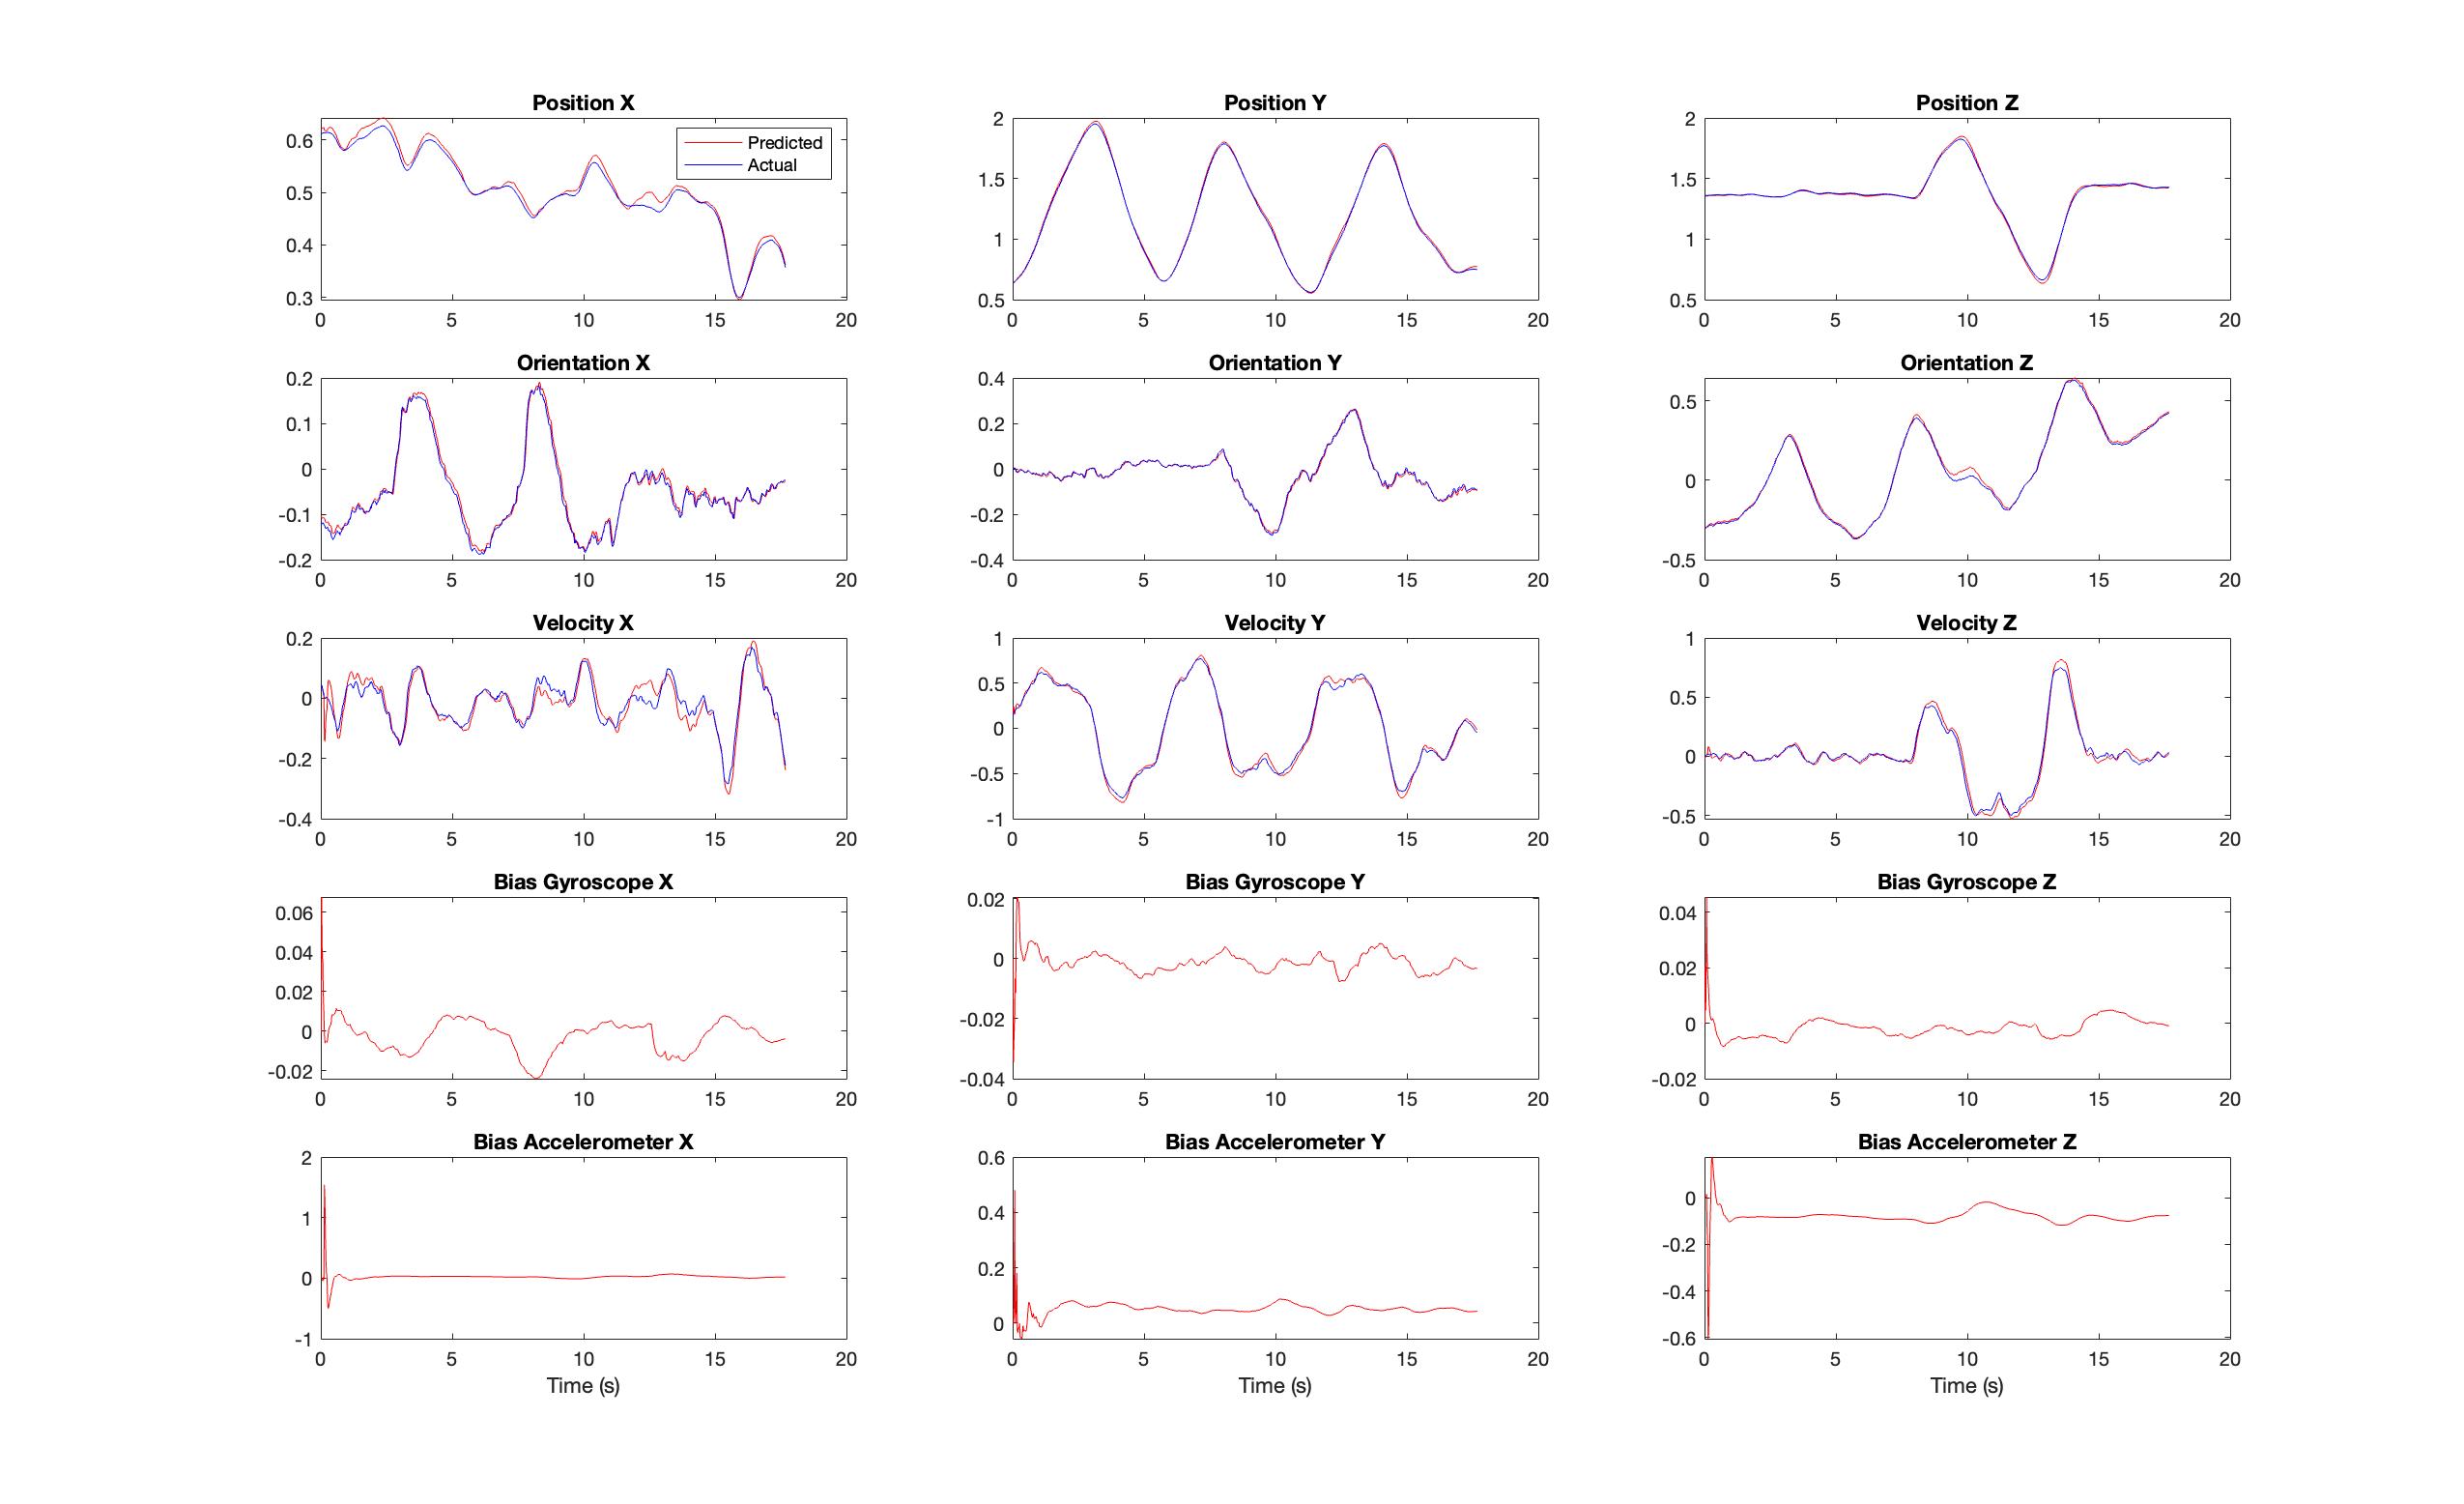 Position X
Position Y
Position Z
0.6
0.5
0.4
0.3
Predicted
Actual
0 5 10 15 20
2
1.5
1
0.5
0 5 10 15 20
2
1.5
1
0.5
0 5 10 15 20
Orientation X
Orientation Y
Orientation Z
0.2
0.1
0
-0.1
-0.2
0 5 10 15 20
0.4
0.2
0
-0.2
-0.4
0 5 10 15 20
0.5
0
-0.5
0 5 10 15 20
Velocity X
Velocity Y
Velocity Z
0.2
0
-0.2
-0.4
0 5 10 15 20
1
0.5
0
-0.5
-1
0 5 10 15 20
1
0.5
0
-0.5
0 5 10 15 20
Bias Gyroscope X
Bias Gyroscope Y
Bias Gyroscope Z
0.06
0.04
0.02
0
-0.02
0 5 10 15 20
0.02
0
-0.02
-0.04
0 5 10 15 20
0.04
0.02
0
-0.02
0 5 10 15 20
Bias Accelerometer X
Bias Accelerometer Y
Bias Accelerometer Z
2
1
0
-1
0 5 10 15 20
0.6
0.4
0.2
0
0 5 10 15 20
0
-0.2
-0.4
-0.6
0 5 10 15 20
Time (s)
Time (s)
Time (s)